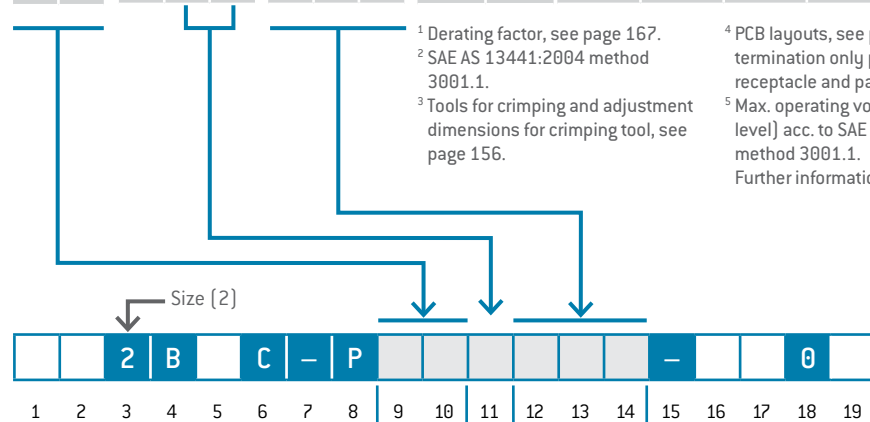 ¹ Derating factor, see page 167.
² SAE AS 13441:2004 method
3001.1.
³ Tools for crimping and adjustment
dimensions for crimping tool, see
page 156.
⁴ PCB layouts, see
termination only
receptacle and
⁵ Max. operating
level) acc. to SAE
method 3001.1.
Further
Size (2)
2 B C – P – 0
1 2 3 4 5 6 7 8 9 10 11 12 13 14 15 16 17 18 19